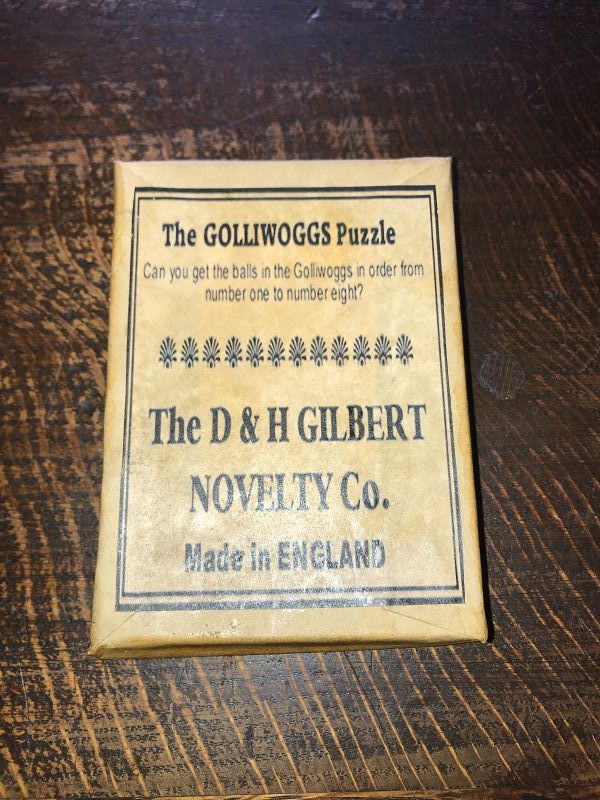 The GOLLIWOGGS Puzzle
Can you get the balls in the Golliwoggs in order from
number one to number eight?
The D & H GILBERT
NOVELTY Co.
Made in ENGLAND